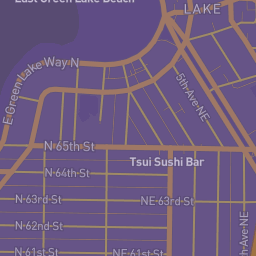 East Green Lake Beach
LAKE
E Green Lake Way N
5th Ave NE
N 65th St
Tsui Sushi Bar
N 64th St
N 63rd St
NE 63rd St
N 62nd St
N 61st St
NE 61st St
th Ave NE